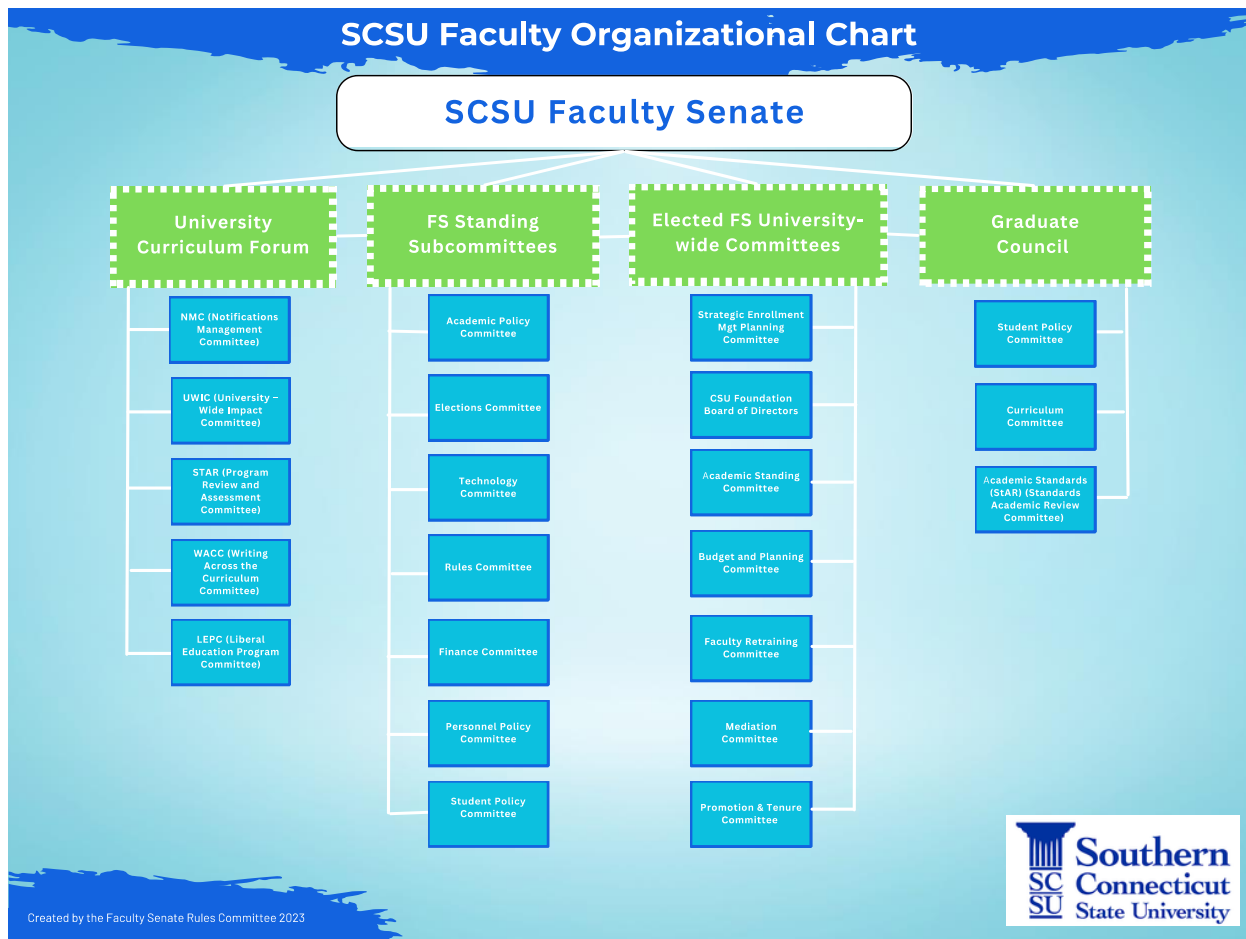 SCSU Faculty Organizational Chart
SCSU Faculty Senate
University
Curriculum Forum
NMC (Notifications
Management
Committee)
UWIC (University –
Wide Impact
Committee)
STAR (Program
Review and
Assessment
Committee)
WACC (Writing
Across the
Curriculum
Committee)
LEPC (Liberal
Education Program
Committee)
FS Standing
Subcommittees
Academic Policy
Committee
Elections Committee
Technology
Committee
Rules Committee
Finance Committee
Personnel Policy
Committee
Student Policy
Committee
Elected FS University-
wide Committees
Strategic Enrollment
Mgt Planning
Committee
CSU Foundation
Board of Directors
Academic Standing
Committee
Budget and Planning
Committee
Faculty Retraining
Committee
Mediation
Committee
Promotion & Tenure
Committee
Graduate
Council
Student Policy
Committee
Curriculum
Committee
Academic Standards
(StAR) (Standards
Academic Review
Committee)
Created by the Faculty Senate Rules Committee 2023
SC
SU
Southern
Connecticut
State University